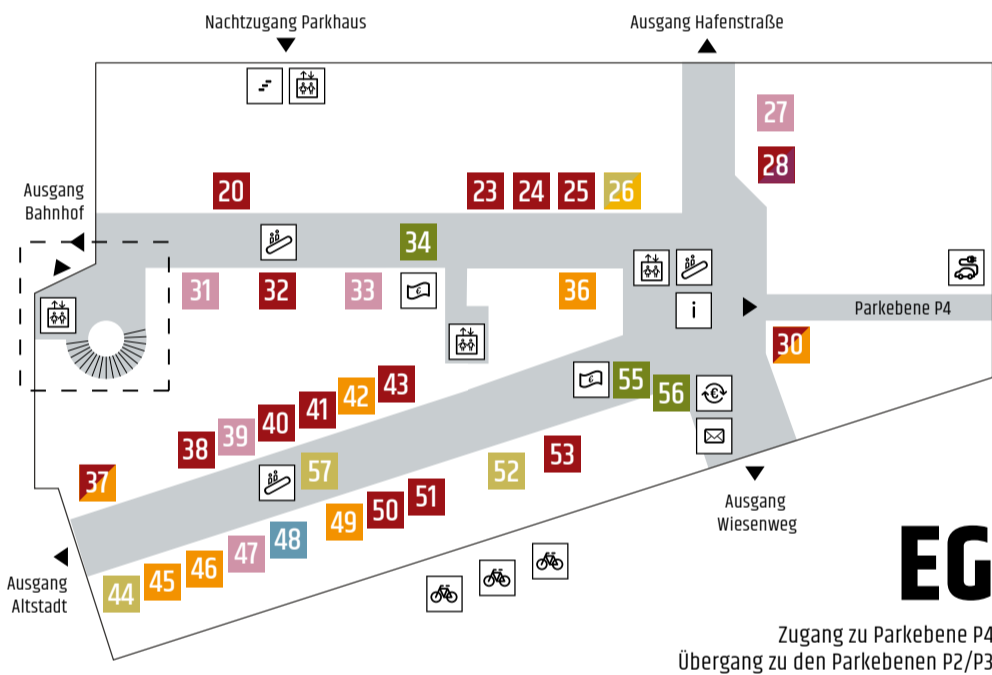 Nachtzugang Parkhaus
Ausgang Hafenstraße
27
28
Ausgang
Bahnhof
20
23
24
25
26
34
31
32
33
36
i
Parkebene P4
30
55
56
€
37
38
39
40
41
42
43
57
52
53
44
45
46
47
48
49
50
51
Ausgang
Altstadt
Ausgang
Wiesenweg
EG
Zugang zu Parkebene P4
Übergang zu den Parkebenen P2/P3